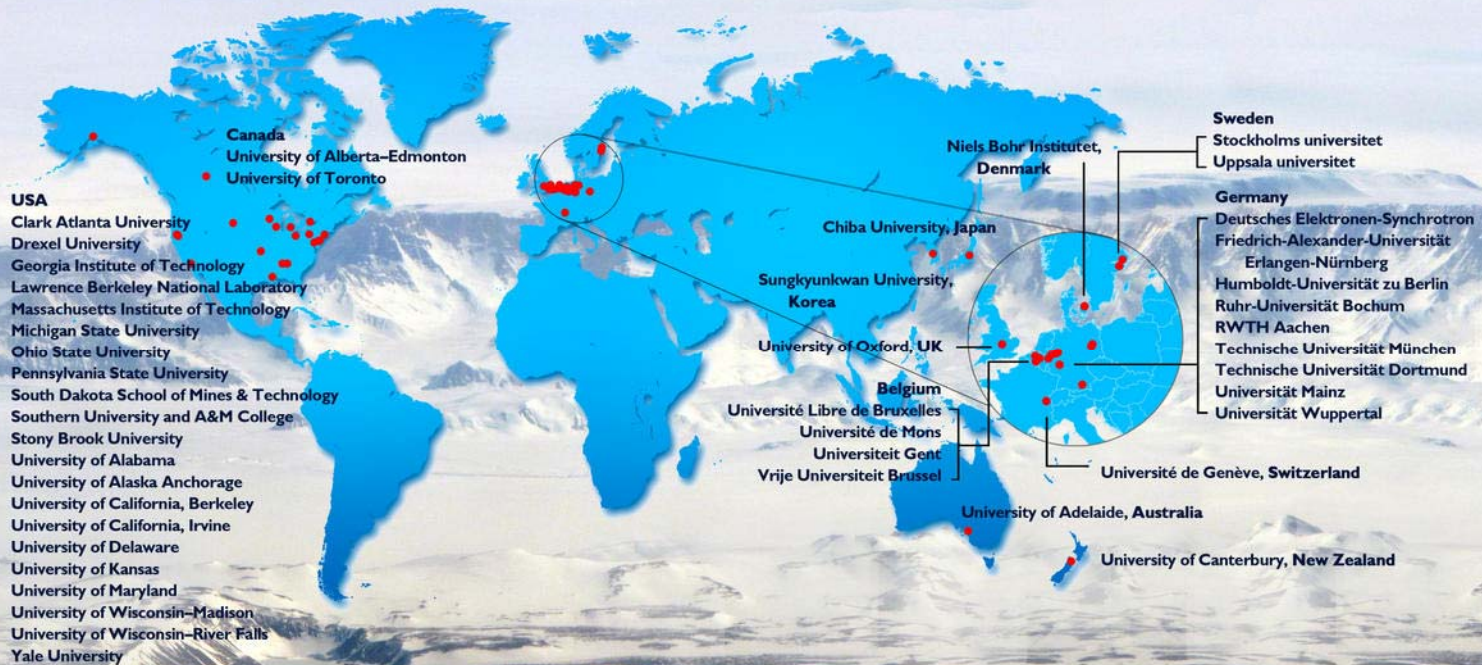 Canada
University of Alberta–Edmonton
University of Toronto
USA
Clark Atlanta University
Drexel University
Georgia Institute of Technology
Lawrence Berkeley National Laboratory
Massachusetts Institute of Technology
Michigan State University
Ohio State University
Pennsylvania State University
South Dakota School of Mines & Technology
Southern University and A&M College
Stony Brook University
University of Alabama
University of Alaska Anchorage
University of California, Berkeley
University of California, Irvine
University of Delaware
University of Kansas
University of Maryland
University of Wisconsin–Madison
University of Wisconsin–River Falls
Yale University
Niels Bohr Institutet,
Denmark
Chiba University, Japan
Sungkyunkwan University,
Korea
University of Oxford, UK
Belgium
Université Libre de Bruxelles
Université de Mons
Universiteit Gent
Vrije Universiteit Brussel
Sweden
Stockholms universitet
Uppsala universitet
Germany
Deutsches Elektronen-Synchrotron
Friedrich-Alexander-Universität
Erlangen-Nürnberg
Humboldt-Universität zu Berlin
Ruhr-Universität Bochum
RWTH Aachen
Technische Universität München
Technische Universität Dortmund
Universität Mainz
Universität Wuppertal
Université de Genève, Switzerland
University of Adelaide, Australia
University of Canterbury, New Zealand